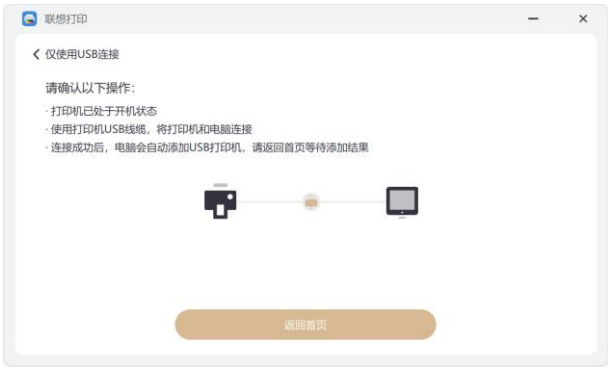 联想打印
仅使用USB连接
请确认以下操作：
· 打印机已处于开机状态
· 使用打印机USB线缆，将打印机和电脑连接
· 连接成功后，电脑会自动添加USB打印机，请返回首页等待添加结果
返回首页